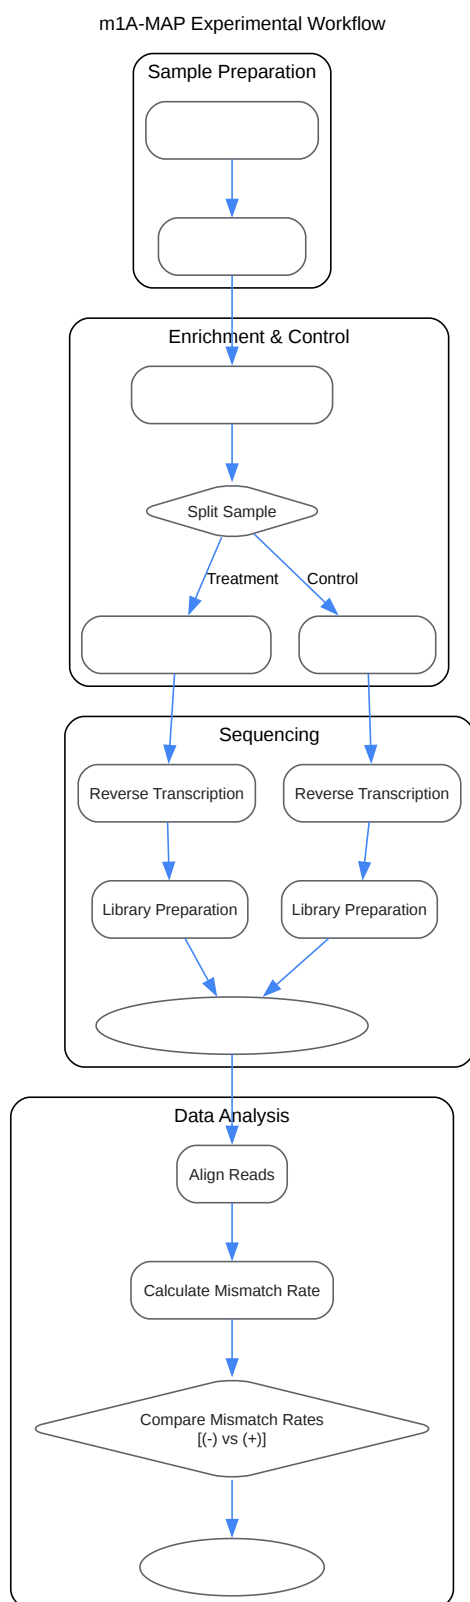 m1A-MAP Experimental Workflow
Sample Preparation
Enrichment & Control
Split Sample
Treatment
Control
Sequencing
Reverse Transcription
Reverse Transcription
Library Preparation
Library Preparation
Data Analysis
Align Reads
Calculate Mismatch Rate
Compare Mismatch Rates
[(-) vs (+)]